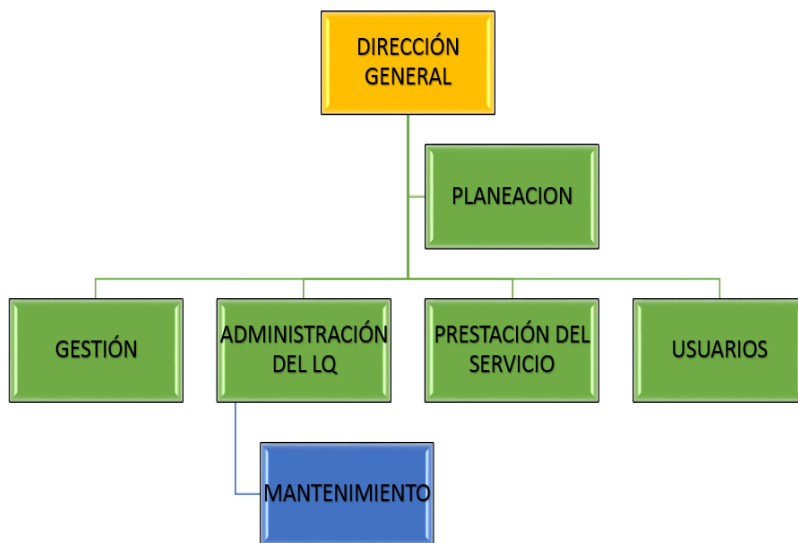 DIRECCIÓN
GENERAL
PLANEACION
GESTIÓN
ADMINISTRACIÓN
DEL LQ
PRESTACIÓN DEL
SERVICIO
USUARIOS
MANTENIMIENTO